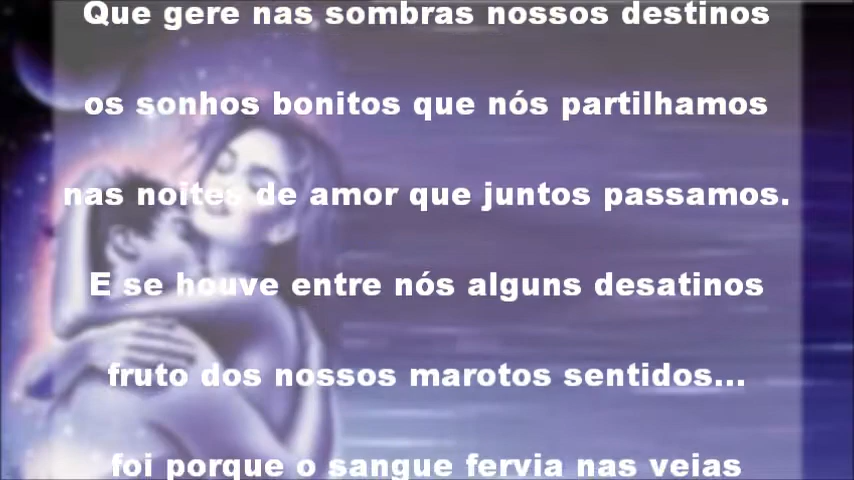 Que gere nas sombras nossos destinos
os sonhos bonitos que nós partilhamos
nas noites de amor que juntos passamos.
E se houve entre nós alguns desatinos
fruto dos nossos marotos sentidos...
foi porque o sangue fervia nas veias